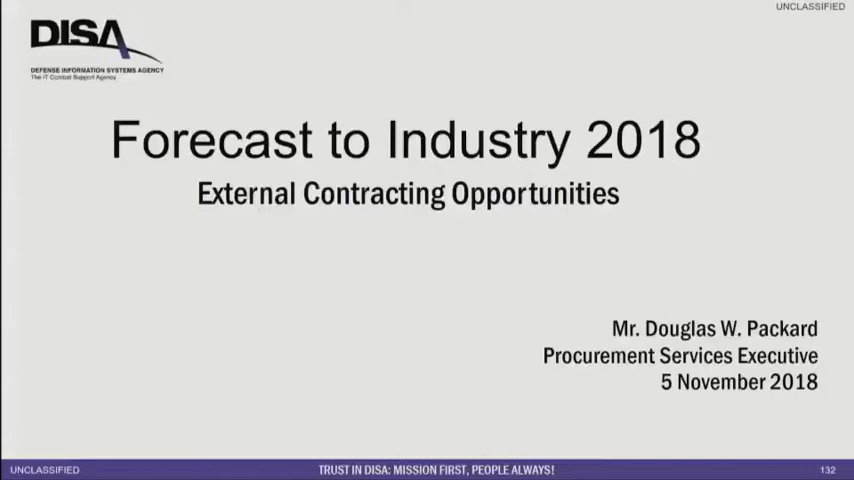 UNCLASSIFIED
DISA
DEFENSE INFORMATION SYSTEMS AGENCY
The IT Combat Support Agency
Forecast to Industry 2018
External Contracting Opportunities
Mr. Douglas W. Packard
Procurement Services Executive
5 November 2018
UNCLASSIFIED
TRUST IN DISA: MISSION FIRST, PEOPLE ALWAYS!
132